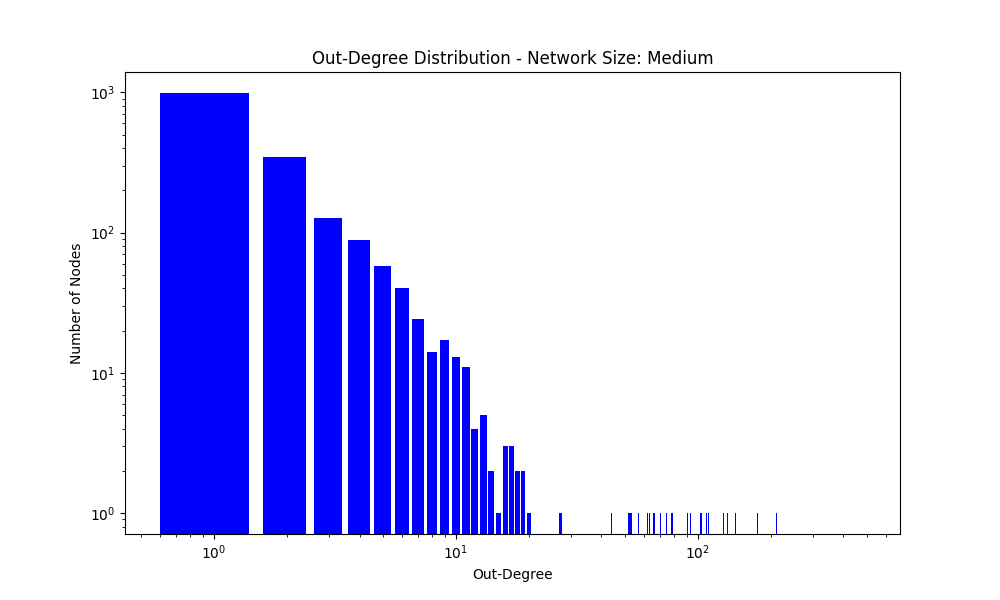 Out-Degree Distribution - Network Size: Medium
Number of Nodes
10³
10²
10¹
10⁰
10⁰ 10¹ 10²
Out-Degree